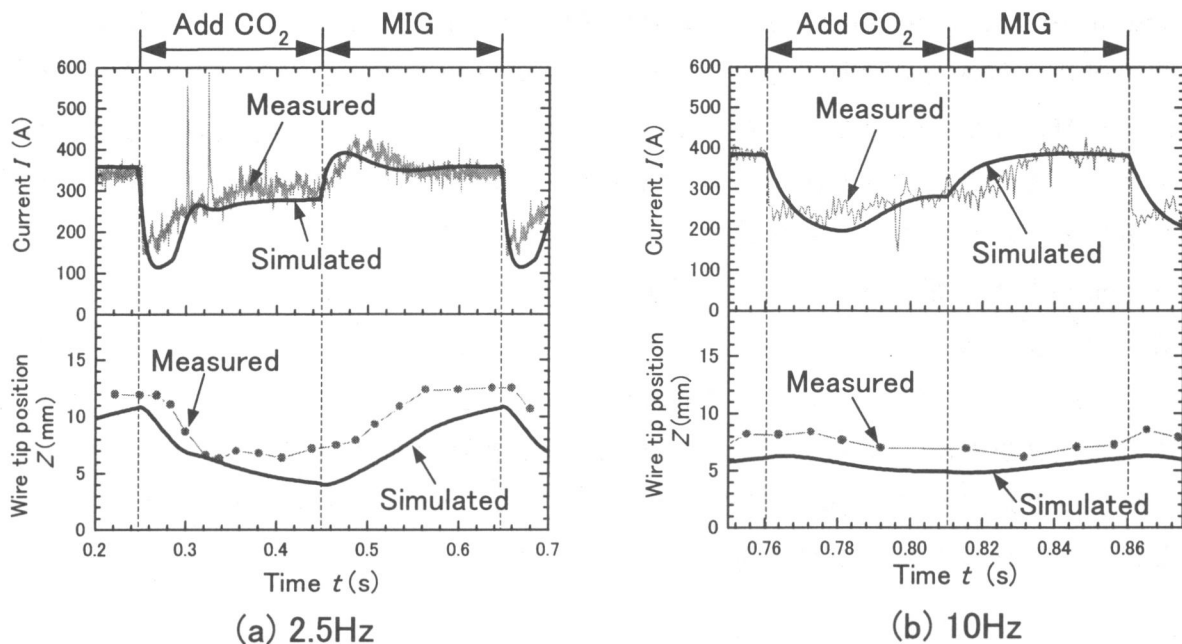 Add CO2 MIG
600
500
400
300
200
100
0
Current I (A)
Measured
Simulated
15
10
5
0
Wire tip position
Z (mm)
Measured
Simulated
0.2 0.3 0.4 0.5 0.6 0.7
Time t (s)
(a) 2.5Hz
Add CO2 MIG
600
500
400
300
200
100
0
Current I (A)
Measured
Simulated
15
10
5
0
Wire tip position
Z (mm)
Measured
Simulated
0.76 0.78 0.80 0.82 0.84 0.86
Time t (s)
(b) 10Hz